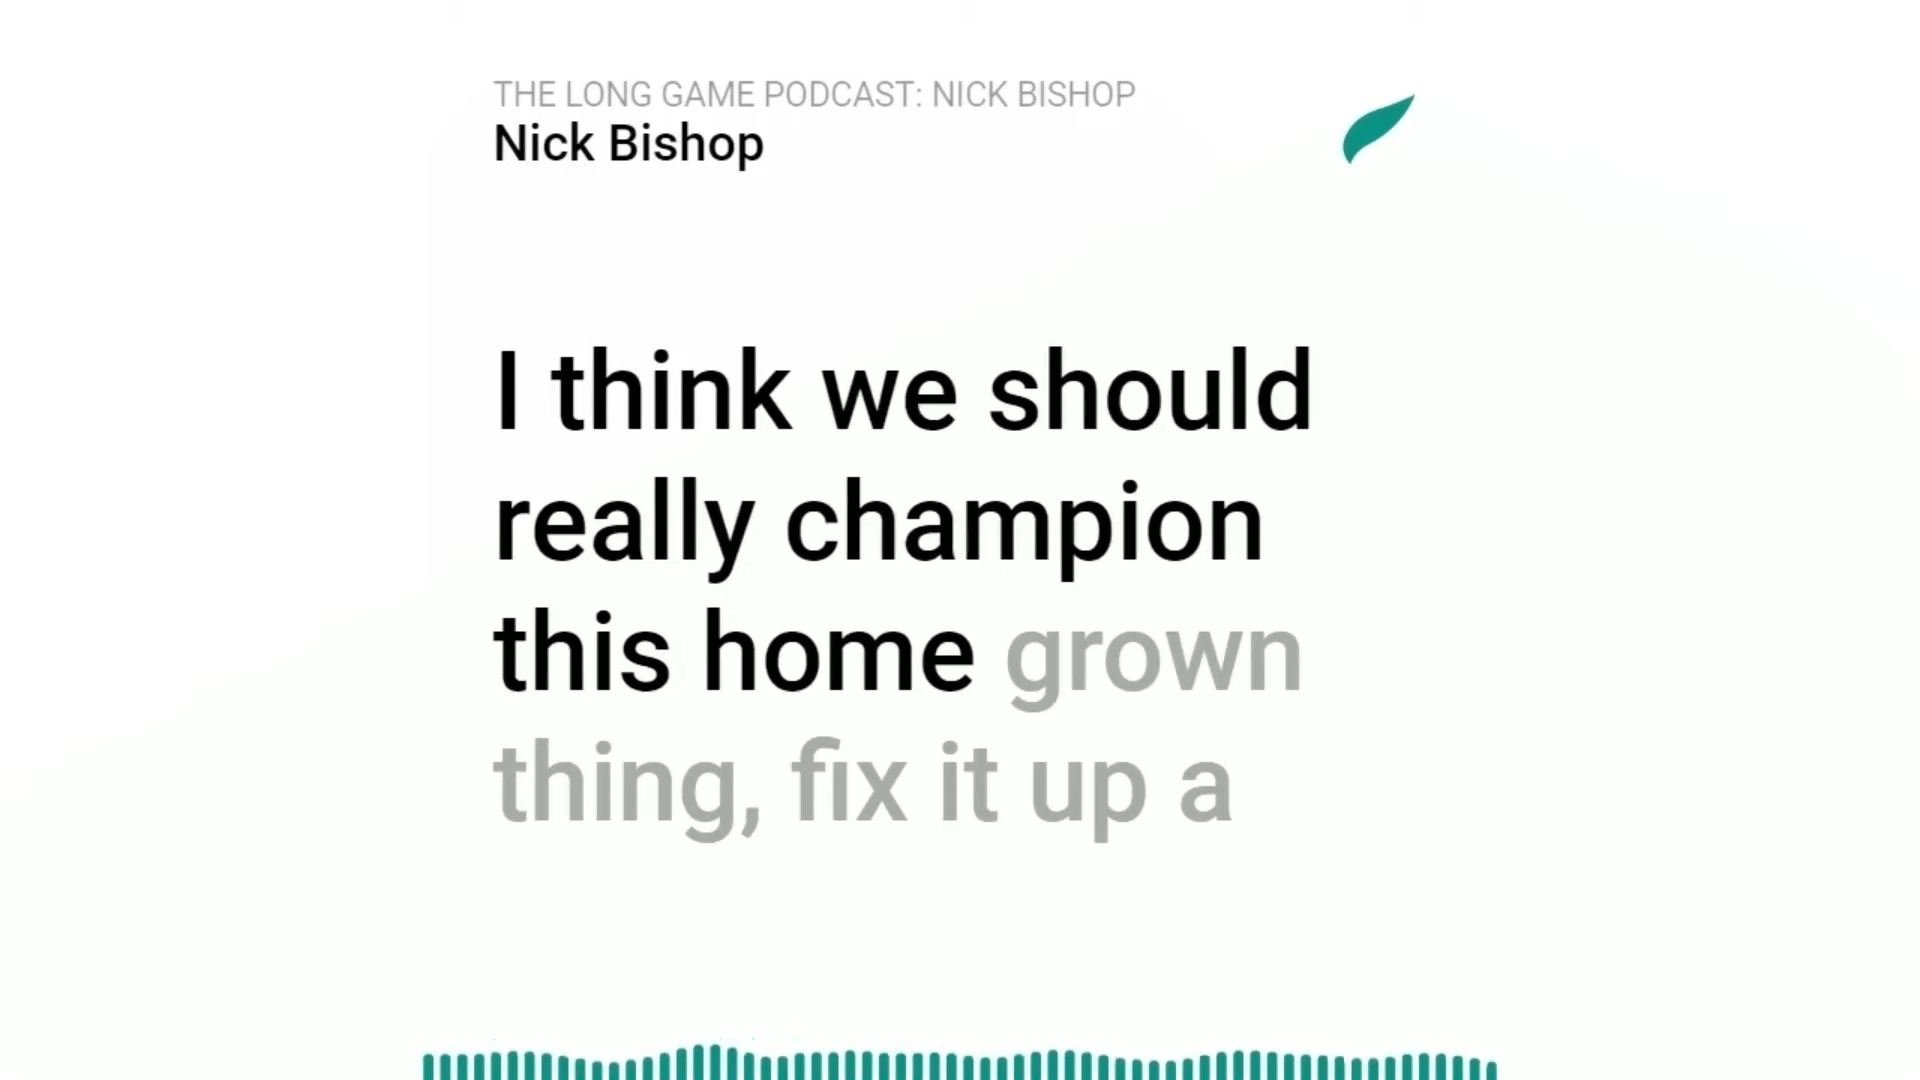 THE LONG GAME PODCAST: NICK BISHOP
Nick Bishop
I think we should
really champion
this home grown
thing, fix it up a